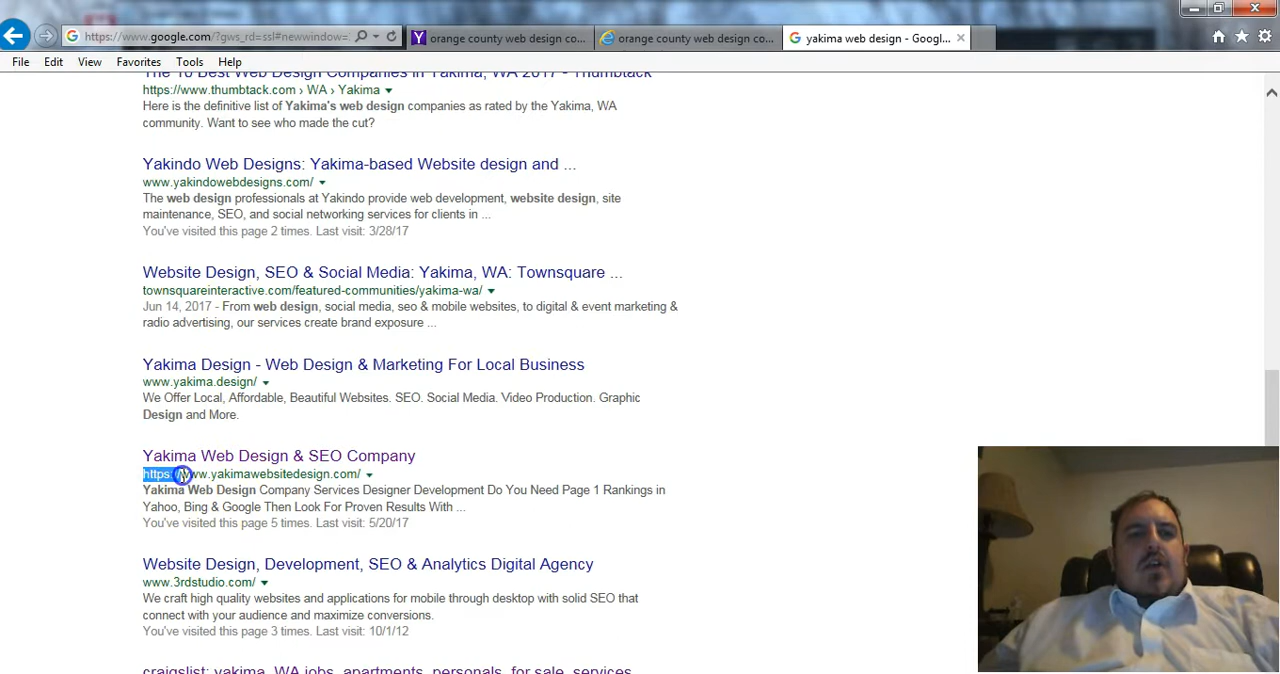 https://www.google.com/?gws_rd=ssl#newwindow=
orange county web design co...
orange county web design co...
yakima web design - Googl...
File Edit View Favorites Tools Help
The 10 Best Web Design Companies in Yakima, WA 2017 - Thumbtack
https://www.thumbtack.com › WA › Yakima
Here is the definitive list of Yakima's web design companies as rated by the Yakima, WA
community. Want to see who made the cut?
Yakindo Web Designs: Yakima-based Website design and ...
www.yakindowebdesigns.com/
The web design professionals at Yakindo provide web development, website design, site
maintenance, SEO, and social networking services for clients in ...
You've visited this page 2 times. Last visit: 3/28/17
Website Design, SEO & Social Media: Yakima, WA: Townsquare ...
townsquareinteractive.com/featured-communities/yakima-wa/
Jun 14, 2017 - From web design, social media, seo & mobile websites, to digital & event marketing &
radio advertising, our services create brand exposure ...
Yakima Design - Web Design & Marketing For Local Business
www.yakima.design/
We Offer Local, Affordable, Beautiful Websites. SEO. Social Media. Video Production. Graphic
Design and More.
Yakima Web Design & SEO Company
https://www.yakimawebsitedesign.com/
Yakima Web Design Company Services Designer Development Do You Need Page 1 Rankings in
Yahoo, Bing & Google Then Look For Proven Results With ...
You've visited this page 5 times. Last visit: 5/20/17
Website Design, Development, SEO & Analytics Digital Agency
www.3rdstudio.com/
We craft high quality websites and applications for mobile through desktop with solid SEO that
connect with your audience and maximize conversions.
You've visited this page 3 times. Last visit: 10/1/12
craigslist: yakima, WA jobs, apartments, personals, for sale, services